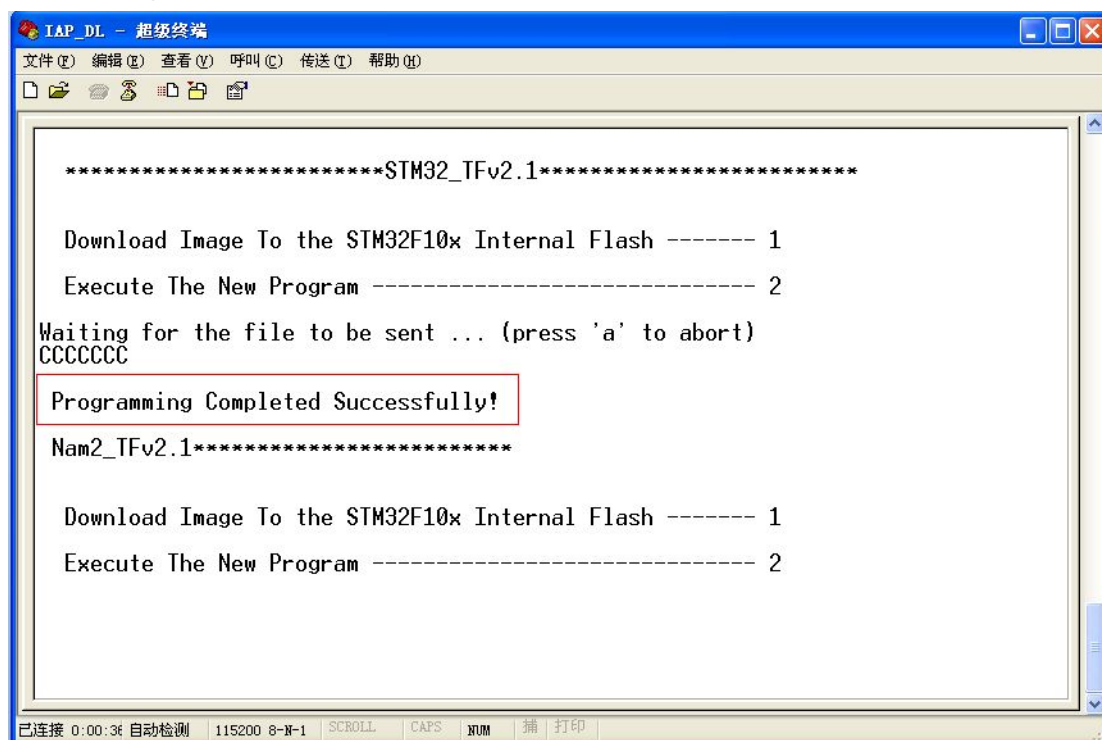 IAP_DL - 超级终端
文件(F) 编辑(E) 查看(V) 呼叫(C) 传送(T) 帮助(H)
*************************STM32_TFv2.1*************************
Download Image To the STM32F10x Internal Flash ------- 1
Execute The New Program ------------------------------ 2
Waiting for the file to be sent ... (press 'a' to abort)
CCCCCCC
Programming Completed Successfully!
Nam2_TFv2.1*************************
Download Image To the STM32F10x Internal Flash ------- 1
Execute The New Program ------------------------------ 2
已连接 0:00:36 自动检测 115200 8-N-1 SCROLL CAPS NUM 捕 打印